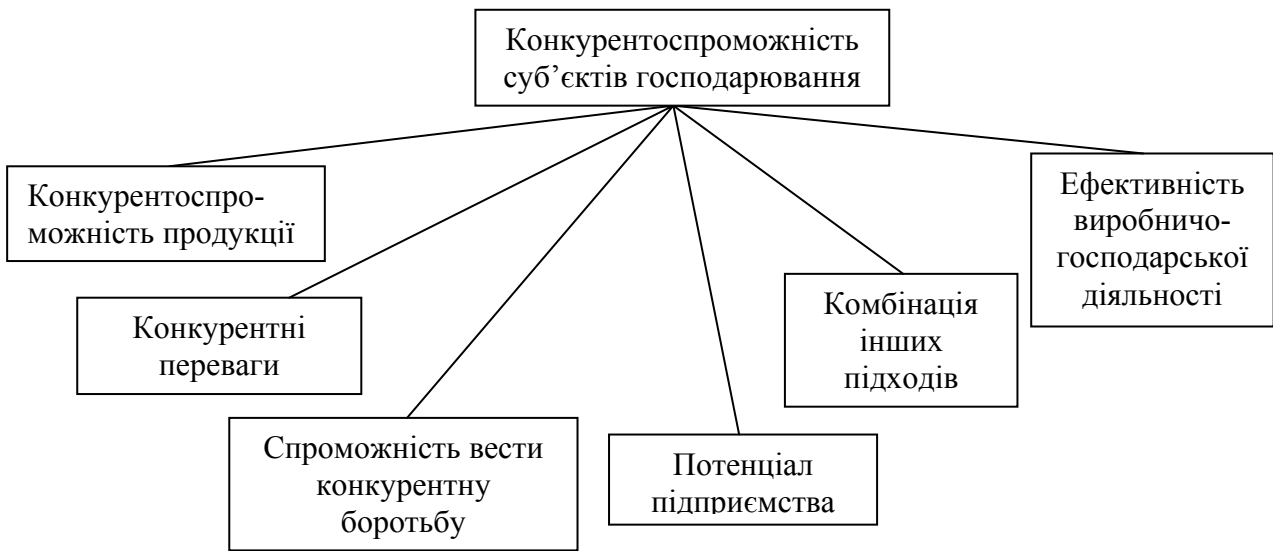 Конкурентоспроможність
суб’єктів господарювання
Конкурентоспро-
можність продукції
Ефективність
виробничо-
господарської
діяльності
Конкурентні
переваги
Комбінація
інших
підходів
Спроможність вести
конкурентну
боротьбу
Потенціал
підприємства